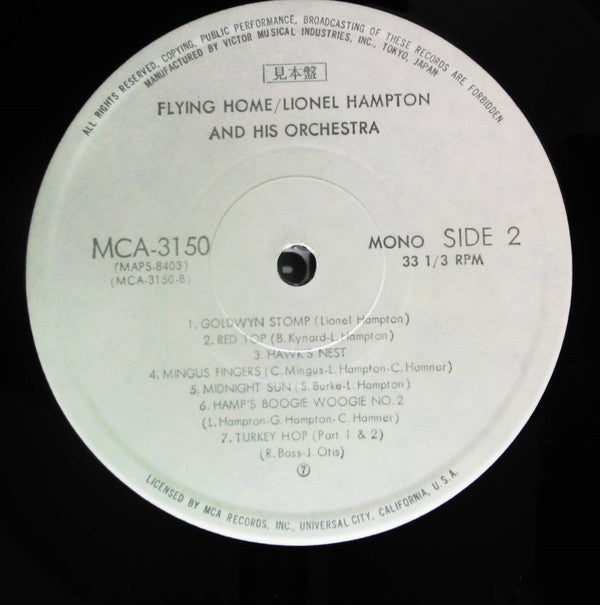 ALL RIGHTS RESERVED. COPYING, PUBLIC PERFORMANCE, BROADCASTING OF THESE RECORDS ARE FORBIDDEN.
MANUFACTURED BY VICTOR MUSICAL INDUSTRIES, INC., TOKYO, JAPAN
見本盤
FLYING HOME/LIONEL HAMPTON
AND HIS ORCHESTRA
MCA-3150
(MAPS-8403)
(MCA-3150-B)
MONO SIDE 2
33 1/3 RPM
1. GOLDWYN STOMP (Lionel Hampton)
2. RED TOP (B. Kynard-L. Hampton)
3. HAWK'S NEST
4. MINGUS FINGERS (C. Mingus-L. Hampton-C. Hamner)
5. MIDNIGHT SUN (S. Burke-L. Hampton)
6. HAMP'S BOOGIE WOOGIE NO. 2
(L. Hampton-G. Hampton-C. Hamner)
7. TURKEY HOP (Part 1 & 2)
(R. Bass-J. Otis)
⑦
LICENSED BY MCA RECORDS, INC., UNIVERSAL CITY, CALIFORNIA, U.S.A.